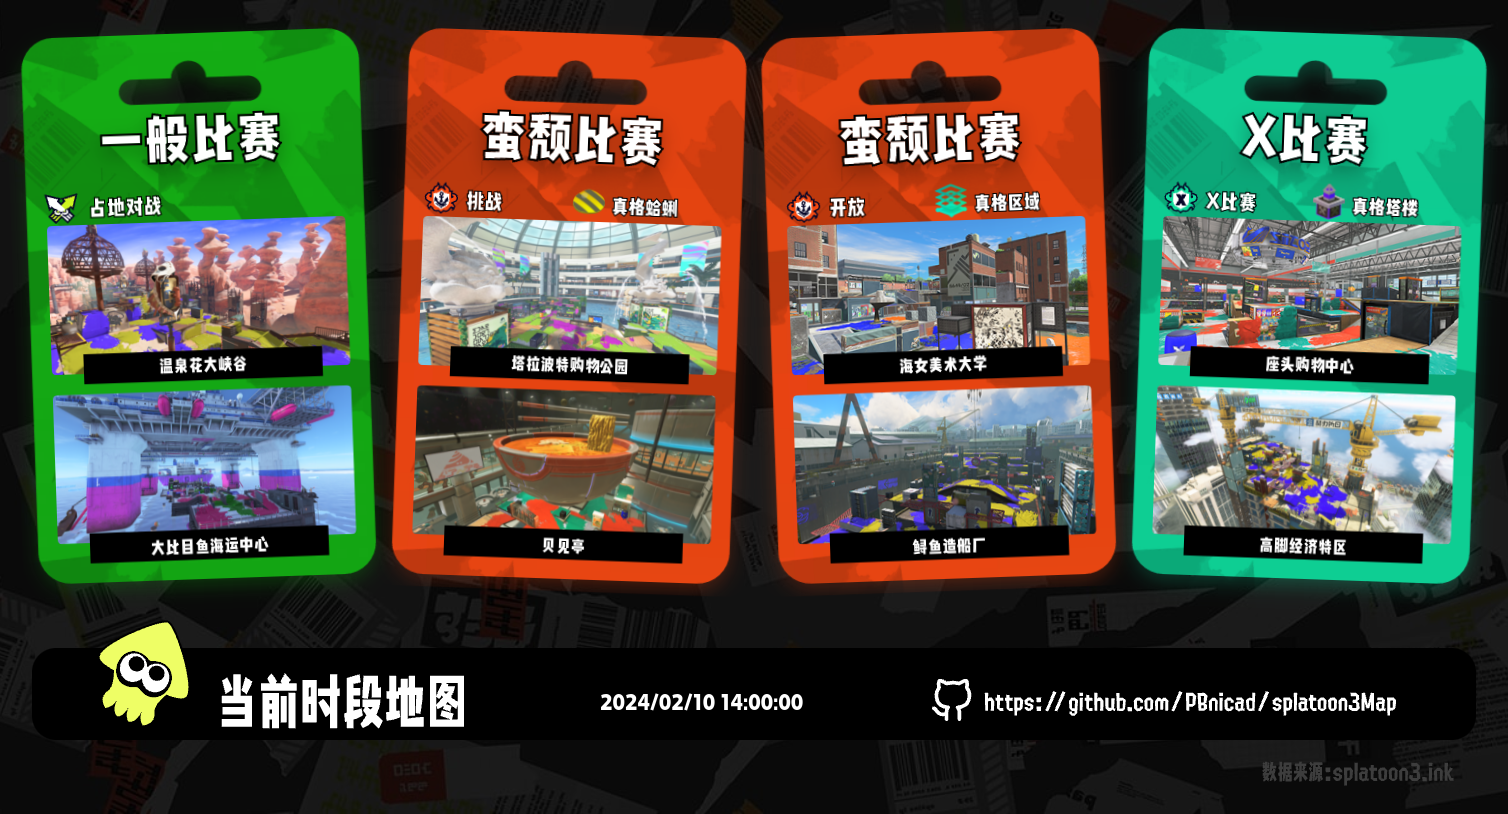 一般比赛
占地对战
温泉花大峡谷
大比目鱼海运中心
蛮颓比赛
挑战
真格蛤蜊
塔拉波特购物公园
贝见亭
蛮颓比赛
开放
真格区域
海女美术大学
鲟鱼造船厂
X比赛
X比赛
真格塔楼
座头购物中心
高脚经济特区
当前时段地图
2024/02/10 14:00:00
https://github.com/PBnicad/splatoon3Map
数据来源:splatoon3.ink